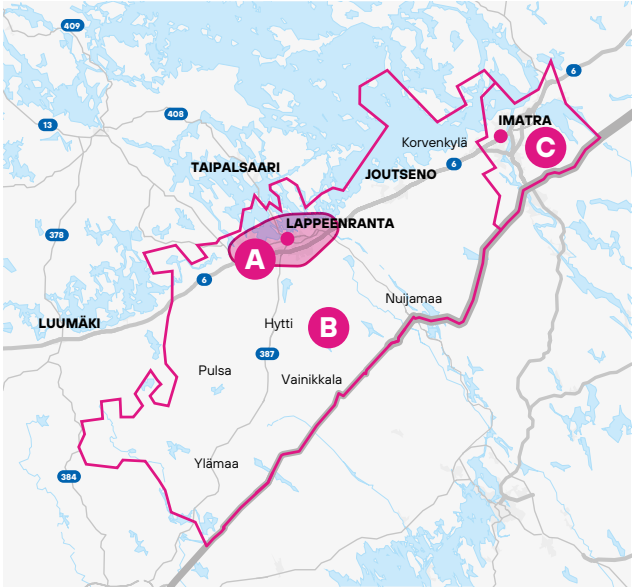 409
6
13
408
IMATRA
Korvenkylä
C
TAIPALSAARI
6
JOUTSENO
LAPPEENRANTA
378
A
6
Nuijamaa
LUUMÄKI
Hytti
B
387
Pulsa
Vainikkala
Ylämaa
384